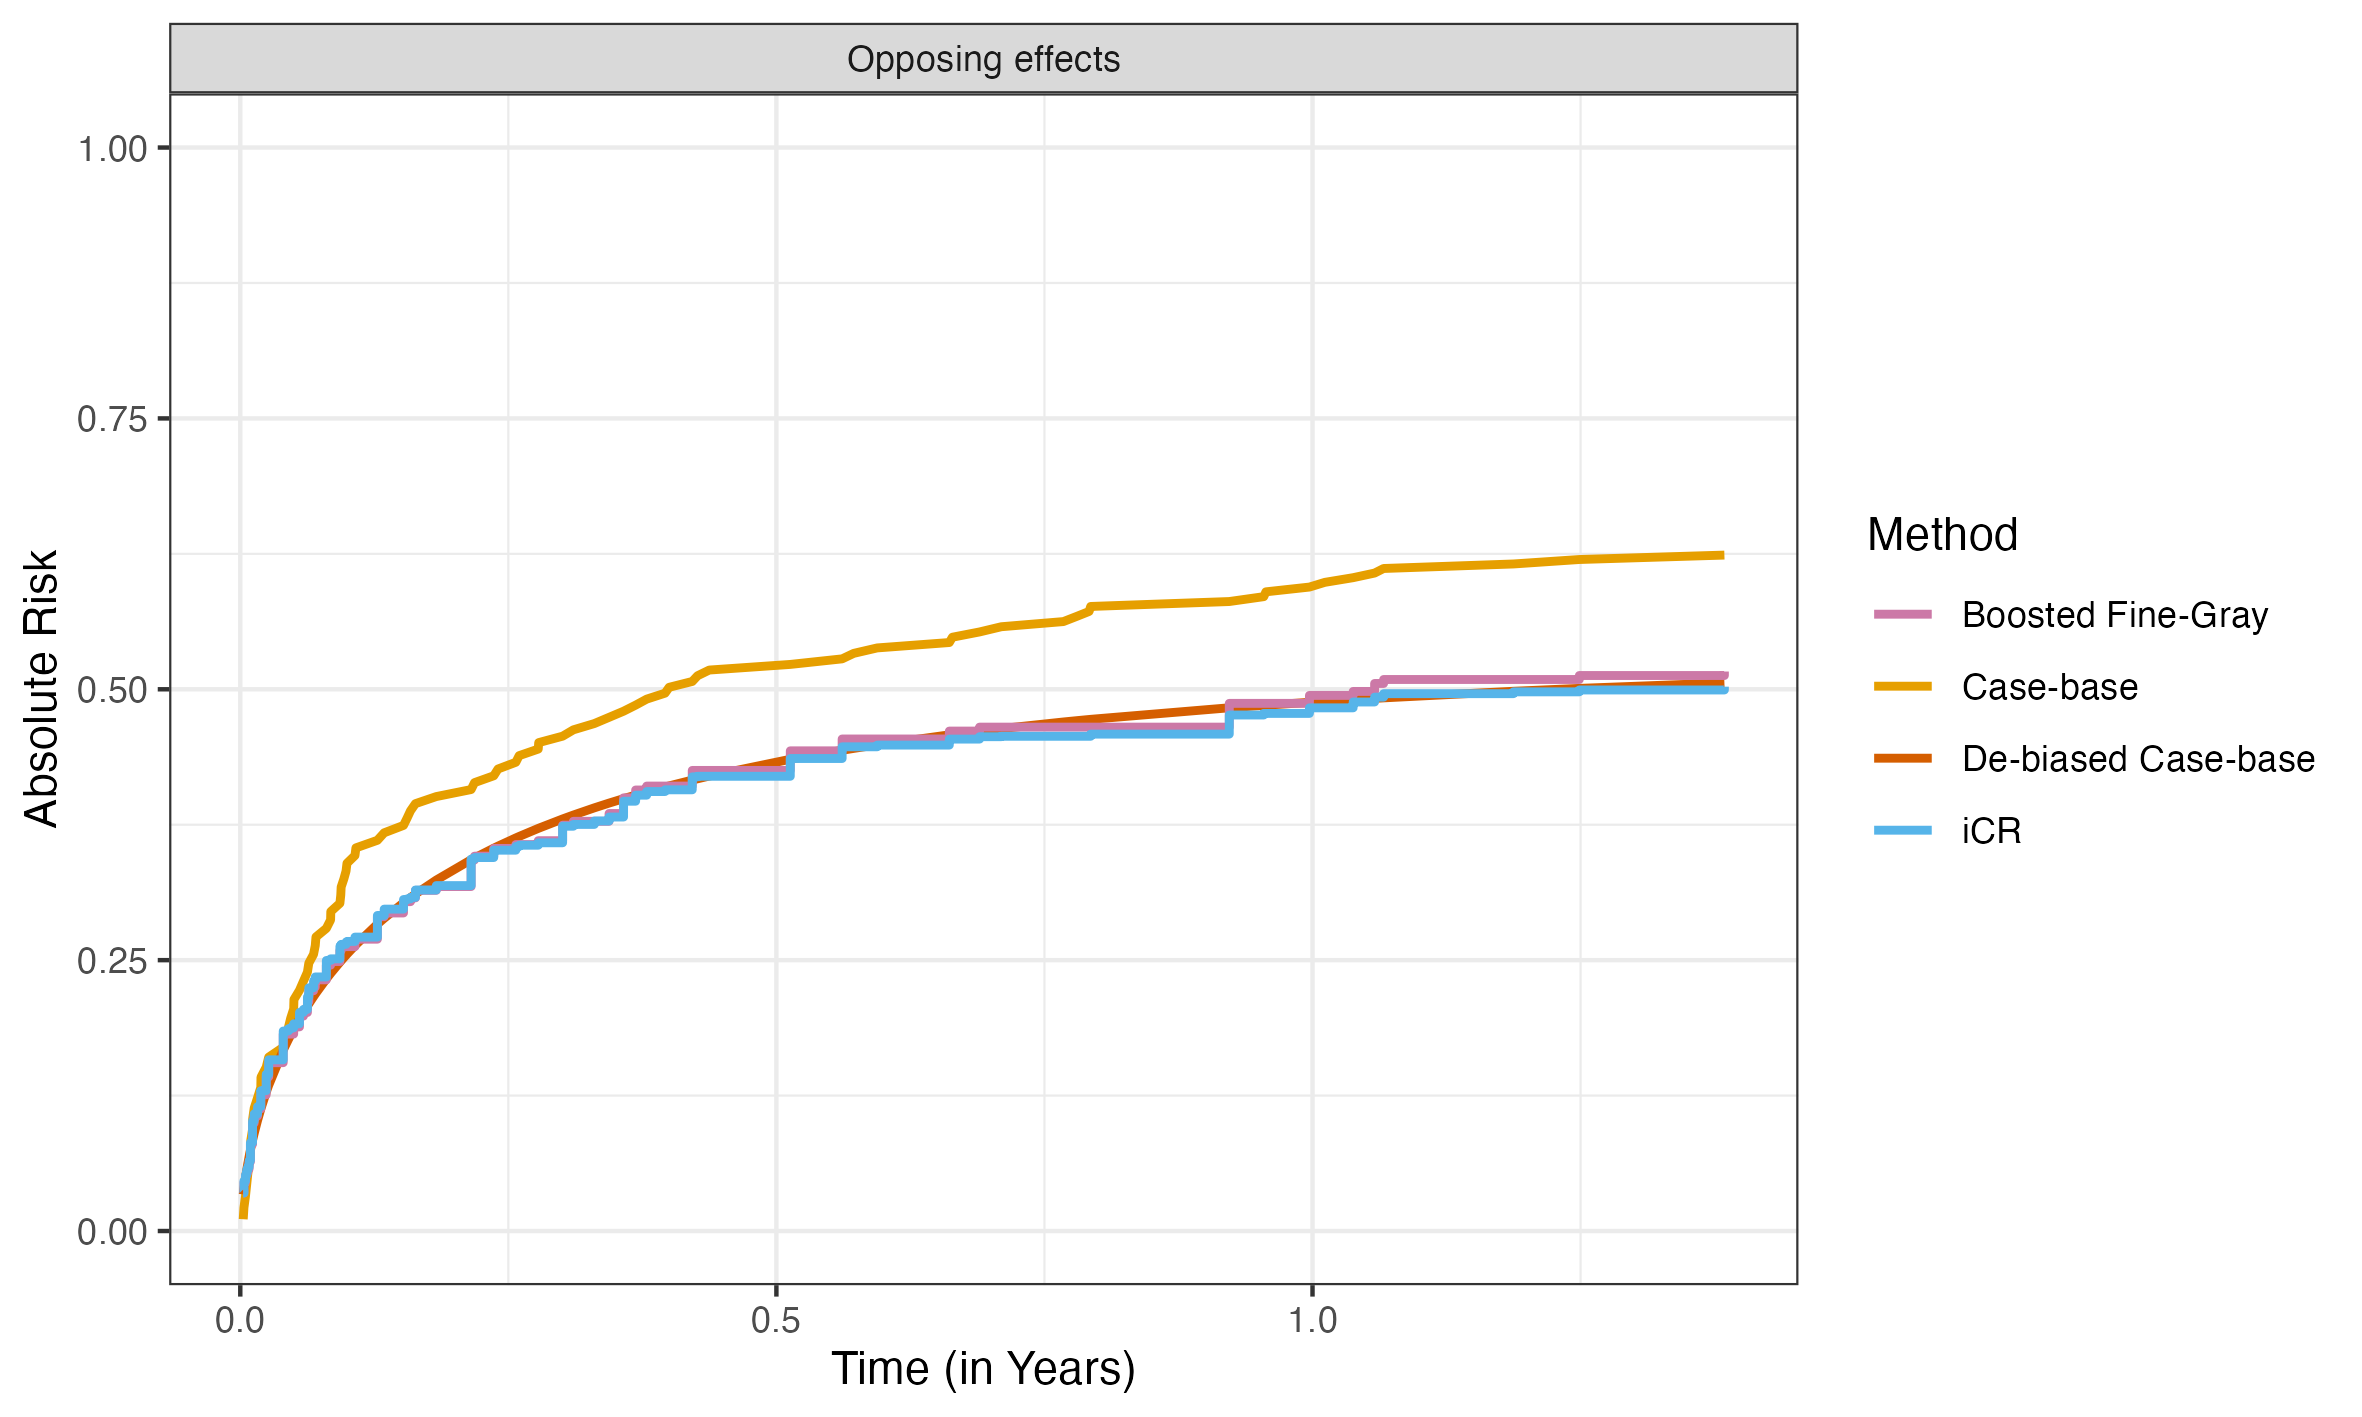 Opposing effects
1.00
0.75
0.50
0.25
0.00
Absolute Risk
0.0 0.5 1.0
Time (in Years)
Method
Boosted Fine-Gray
Case-base
De-biased Case-base
iCR